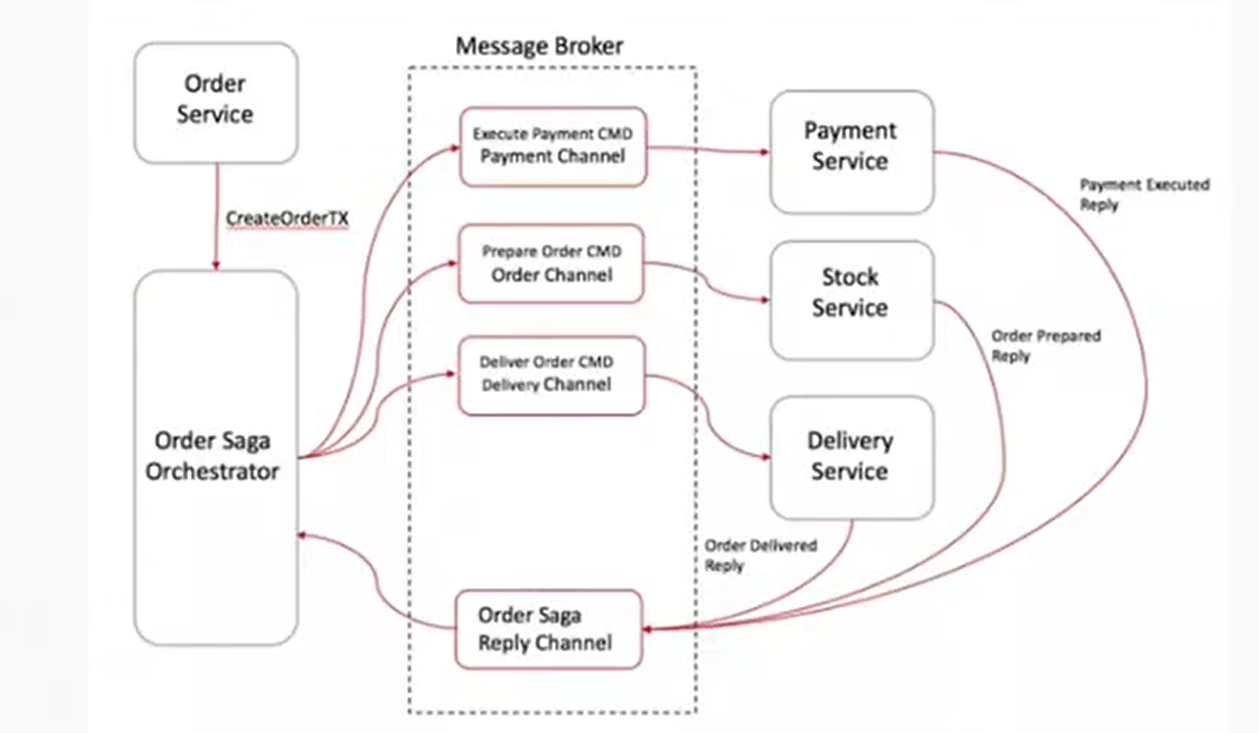 Message Broker
Order
Service
CreateOrderTX
Execute Payment CMD
Payment Channel
Payment
Service
Payment Executed
Reply
Prepare Order CMD
Order Channel
Stock
Service
Order Prepared
Reply
Deliver Order CMD
Delivery Channel
Order Saga
Orchestrator
Delivery
Service
Order Delivered
Reply
Order Saga
Reply Channel